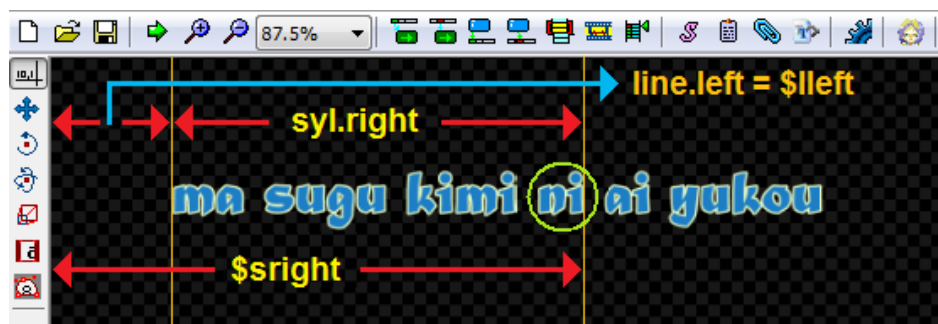 87.5%
line.left = $lleft
syl.right
ma sugu kimi ni ai yukou
$sright